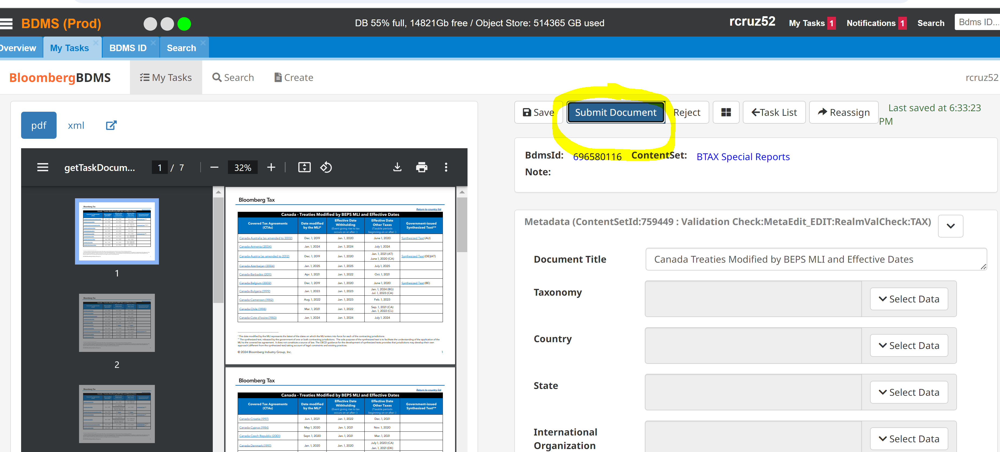 BDMS (Prod)
DB 55% full, 14821Gb free / Object Store: 514365 GB used
rcruz52
My Tasks 1
Notifications 1
Search
Bdms ID...
Overview
My Tasks
BDMS ID
Search
BloombergBDMS
My Tasks
Search
Create
rcruz52
pdf
xml
getTaskDocum...
1 / 7
32%
1
2
Bloomberg Tax
Return to country list
Canada - Treaties Modified by BEPS MLI and Effective Dates
Covered Tax Agreements (CTAs) Date modified by the MLI* Effective Date Withholding (Event giving rise to tax occurs on or after: ) Effective Date Other Taxes (Taxable periods beginning on or after: ) Government-issued Synthesized Text**
Canada-Australia (as amended to 2002) Dec. 1, 2019 Jan. 1, 2020 June 1, 2020 Synthesized Text (AU)
Canada-Armenia (2004) Jan. 1, 2024 Jan. 1, 2024 July 1, 2024
Canada-Austria (as amended to 2012) Dec. 1, 2019 Jan. 1, 2020 Jan. 1, 2021 (AT) June 1, 2020 (CA) Synthesized Text (DE)(AT)
Canada-Azerbaijan (2004) Jan. 1, 2025 Jan. 1, 2025 July 1, 2025
Canada-Barbados (2011) Apr. 1, 2021 Jan. 1, 2022 Oct. 1, 2021
Canada-Belgium (2002) Dec. 1, 2019 Jan. 1, 2020 June 1, 2020 Synthesized Text (BE)
Canada-Bulgaria (1999) Jan. 1, 2023 Jan. 1, 2023 Jan. 1, 2024 (BG) Jul. 1, 2023 (CA)
Canada-Cameroon (1982) Aug. 1, 2022 Jan. 1, 2023 Feb. 1, 2023
Canada-Chile (1998) Mar. 1, 2021 Jan. 1, 2022 Sep. 1, 2021 (CA) Jan. 1, 2022 (CL)
Canada-Cote d'Ivoire (1983) Jan. 1, 2024 Jan. 1, 2024 July 1. 2024
* The date modified by the MLI represents the latest of the dates on which the MLI enters into force for each of the contracting jurisdictions.
** The synthesized text, released by the government of one or both contracting jurisdictions. The sole purpose of the synthesized text is to facilitate the understanding of the application of the
MLI to the covered tax agreement. It does not constitute a source of law. The OECD guidance for the development of synthesized texts provides that jurisdictions may develop their own
approach (different from the synthesized text) taking account of legal constraints and existing practices.
© 2024 Bloomberg Industry Group, Inc. 1
Bloomberg Tax
Return to country list
Canada - Treaties Modified by BEPS MLI and Effective Dates
Covered Tax Agreements (CTAs) Date modified by the MLI* Effective Date Withholding (Event giving rise to tax occurs on or after: ) Effective Date Other Taxes (Taxable periods beginning on or after: ) Government-issued Synthesized Text**
Canada-Croatia (1997) Jun. 1, 2021 Jan. 1, 2022 Dec. 1, 2021
Canada-Cyprus (1984) May 1, 2020 Jan. 1, 2021 Nov. 1, 2020
Canada-Czech Republic (2001) Sept. 1, 2020 Jan. 1, 2021 Mar. 1, 2021
Canada-Denmark (1997) Jan. 1, 2020 Jan. 1, 2020 July 1, 2020 (CA) Jan. 1, 2021 (DK)
Save
Submit Document
Reject
Task List
Reassign
Last saved at 6:33:23
PM
BdmsId: 696580116 ContentSet: BTAX Special Reports
Note:
Metadata (ContentSetId:759449 : Validation Check:MetaEdit_EDIT:RealmValCheck:TAX)
Document Title Canada Treaties Modified by BEPS MLI and Effective Dates
Taxonomy Select Data
Country Select Data
State Select Data
International
Organization Select Data